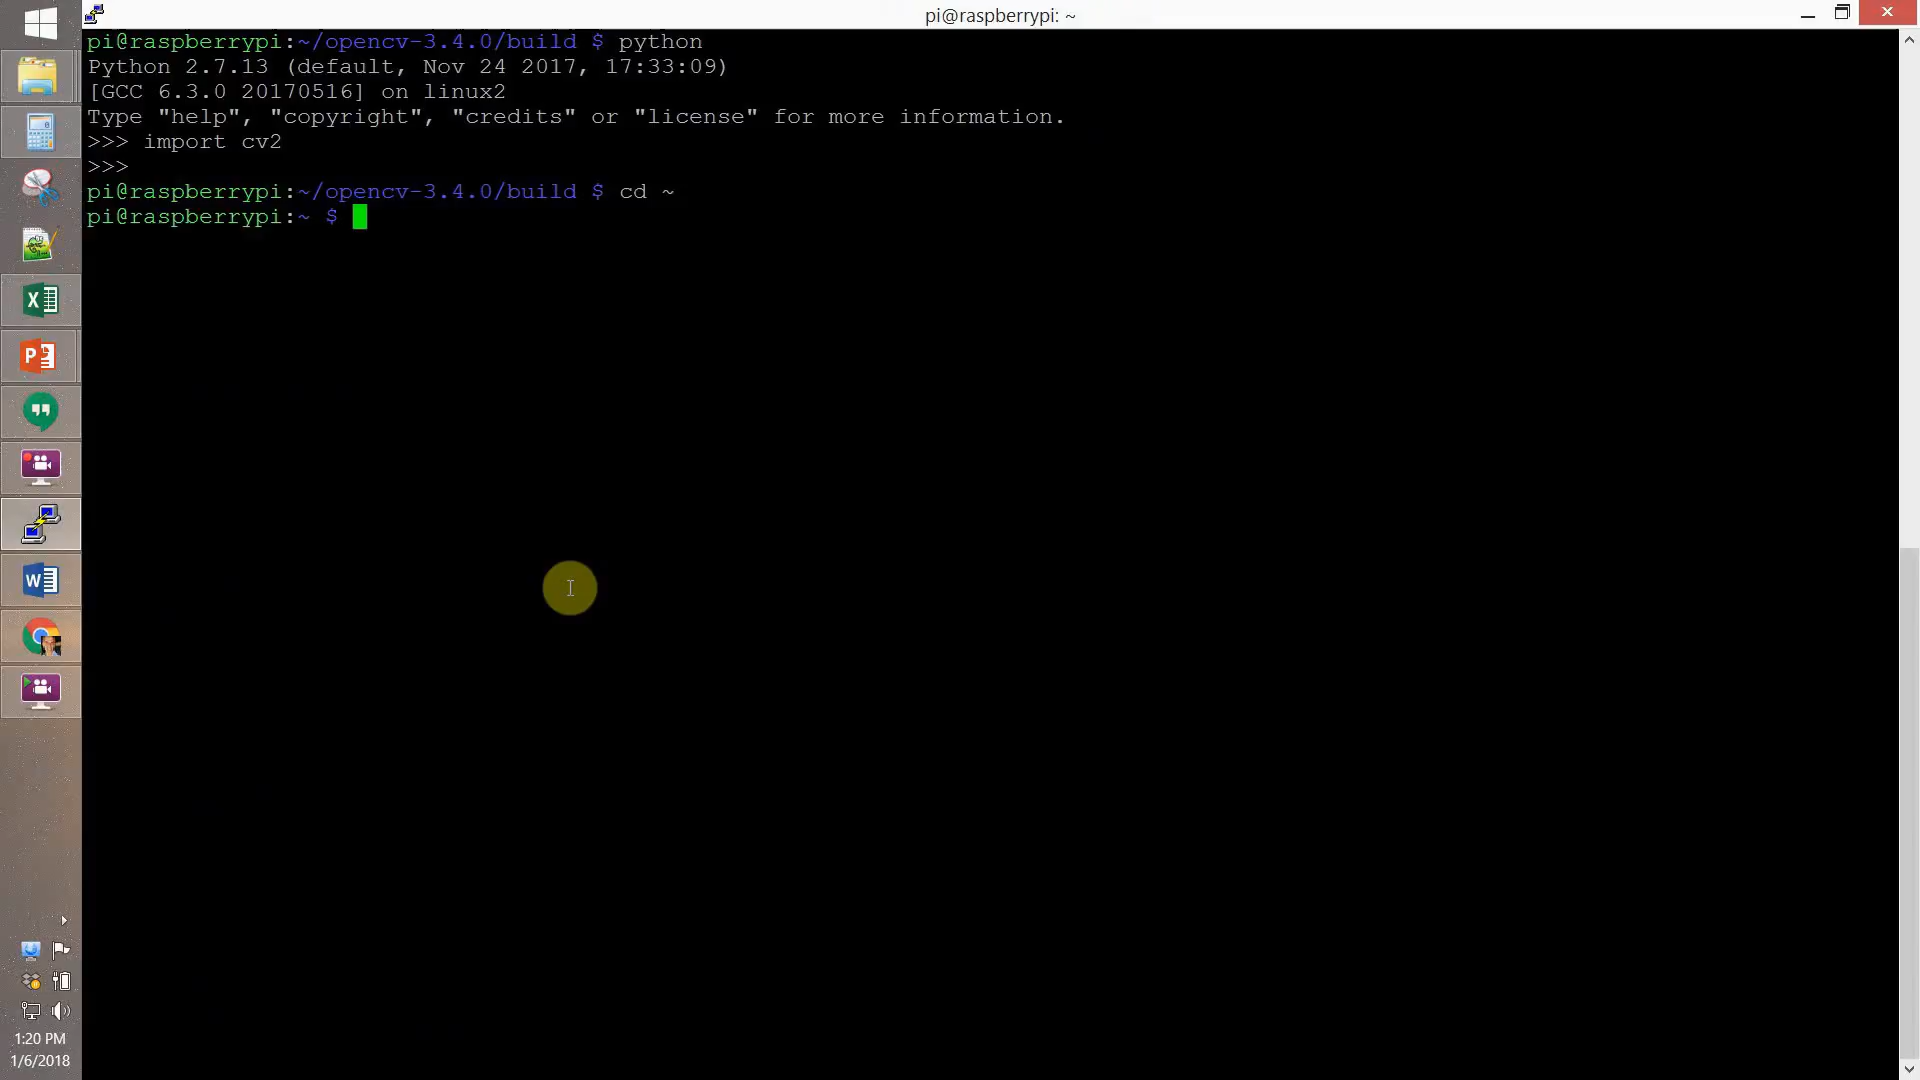 pi@raspberrypi: ~
pi@raspberrypi:~/opencv-3.4.0/build $ python
Python 2.7.13 (default, Nov 24 2017, 17:33:09)
[GCC 6.3.0 20170516] on linux2
Type "help", "copyright", "credits" or "license" for more information.
>>> import cv2
>>>
pi@raspberrypi:~/opencv-3.4.0/build $ cd ~
pi@raspberrypi:~ $
1:20 PM
1/6/2018